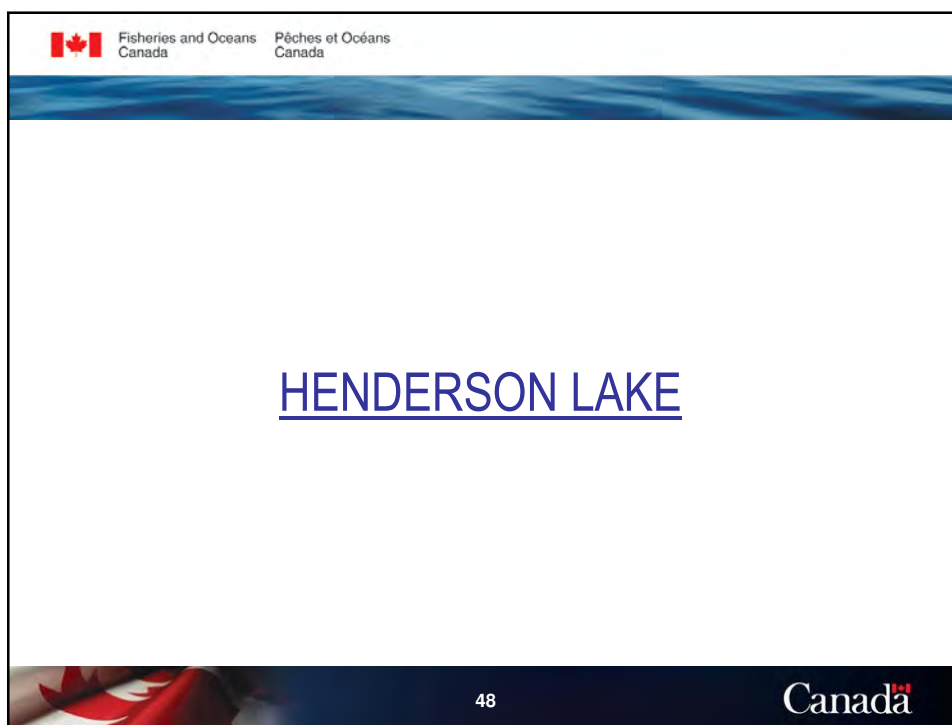 Fisheries and Oceans
Canada
Pêches et Océans
Canada
HENDERSON LAKE
48
Canada